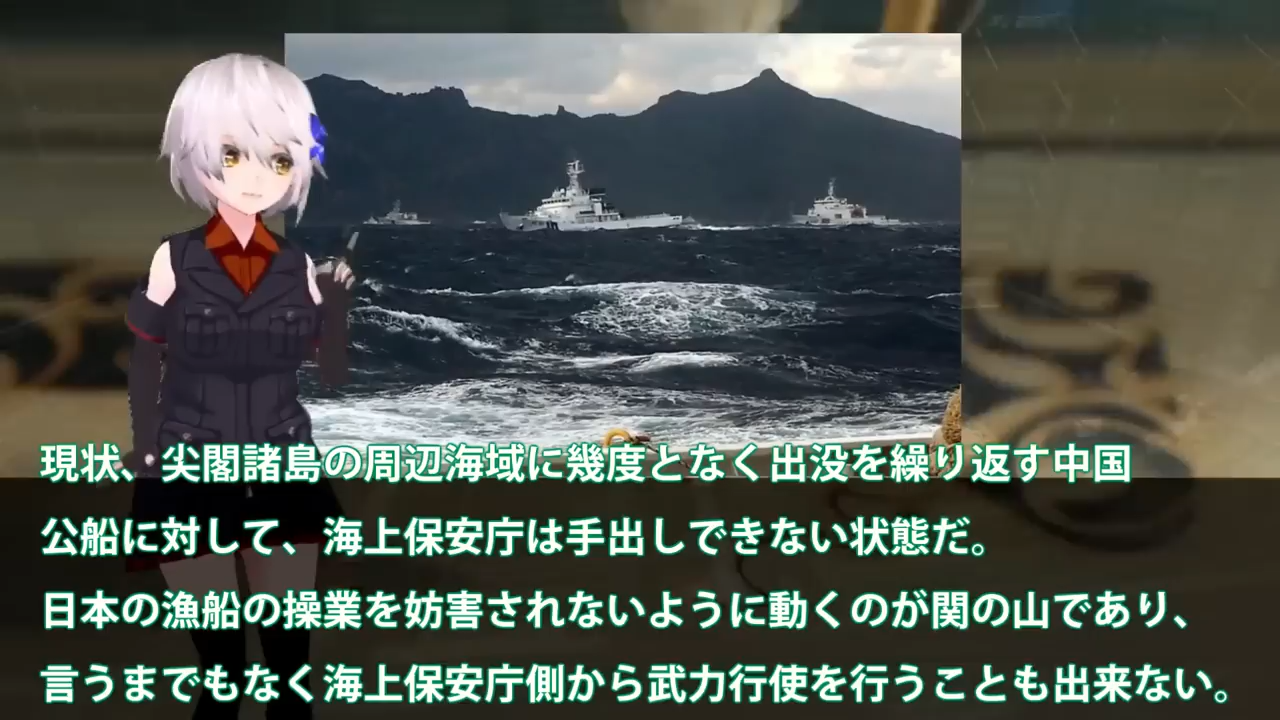 現状、尖閣諸島の周辺海域に幾度となく出没を繰り返す中国
公船に対して、海上保安庁は手出しできない状態だ。
日本の漁船の操業を妨害されないように動くのが関の山であり、
言うまでもなく海上保安庁側から武力行使を行うことも出来ない。